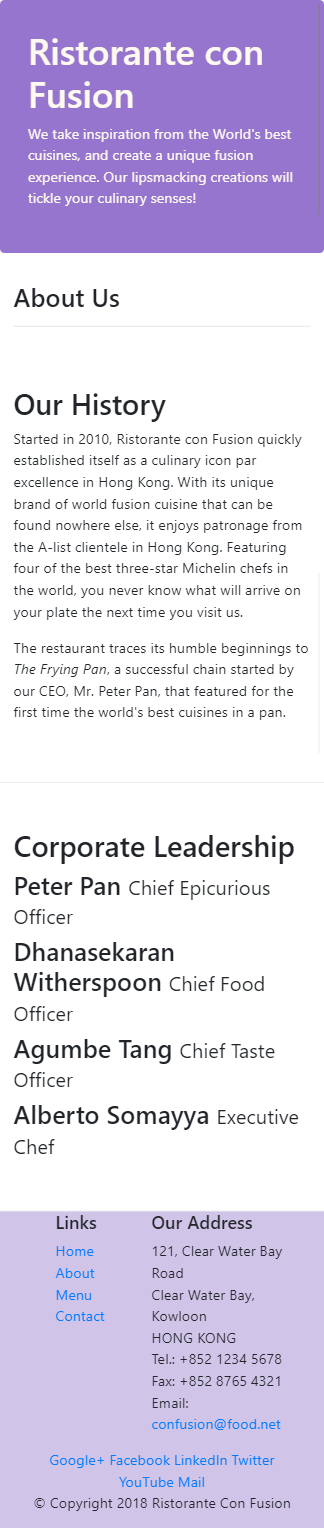 Ristorante con
Fusion
We take inspiration from the World's best
cuisines, and create a unique fusion
experience. Our lipsmacking creations will
tickle your culinary senses!
About Us
Our History
Started in 2010, Ristorante con Fusion quickly
established itself as a culinary icon par
excellence in Hong Kong. With its unique
brand of world fusion cuisine that can be
found nowhere else, it enjoys patronage from
the A-list clientele in Hong Kong. Featuring
four of the best three-star Michelin chefs in
the world, you never know what will arrive on
your plate the next time you visit us.
The restaurant traces its humble beginnings to
The Frying Pan, a successful chain started by
our CEO, Mr. Peter Pan, that featured for the
first time the world's best cuisines in a pan.
Corporate Leadership
Peter Pan Chief Epicurious
Officer
Dhanasekaran
Witherspoon Chief Food
Officer
Agumbe Tang Chief Taste
Officer
Alberto Somayya Executive
Chef
Links
Home
About
Menu
Contact
Our Address
121, Clear Water Bay
Road
Clear Water Bay,
Kowloon
HONG KONG
Tel.: +852 1234 5678
Fax: +852 8765 4321
Email:
confusion@food.net
Google+ Facebook LinkedIn Twitter
YouTube Mail
© Copyright 2018 Ristorante Con Fusion